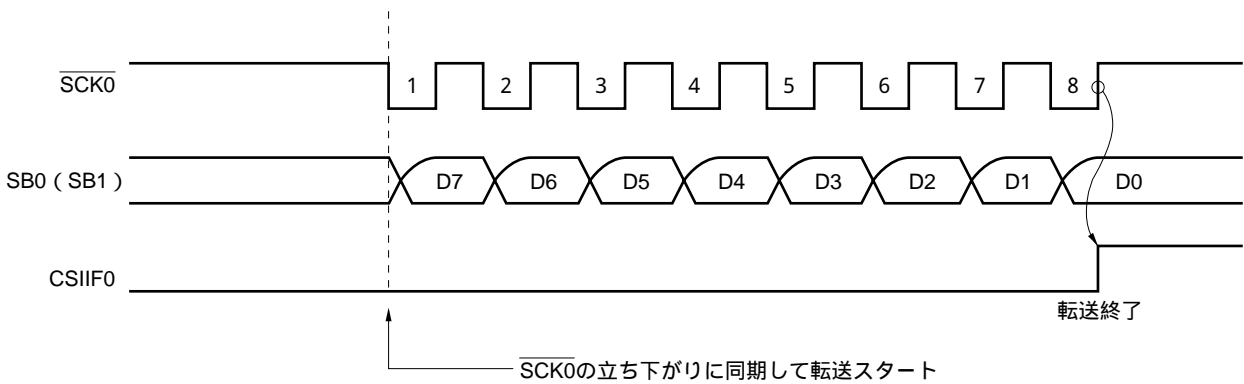 SCK0
1 2 3 4 5 6 7 8
SB0 ( SB1 )
D7 D6 D5 D4 D3 D2 D1 D0
CSIIF0
転送終了
SCK0の立ち下がりに同期して転送スタート